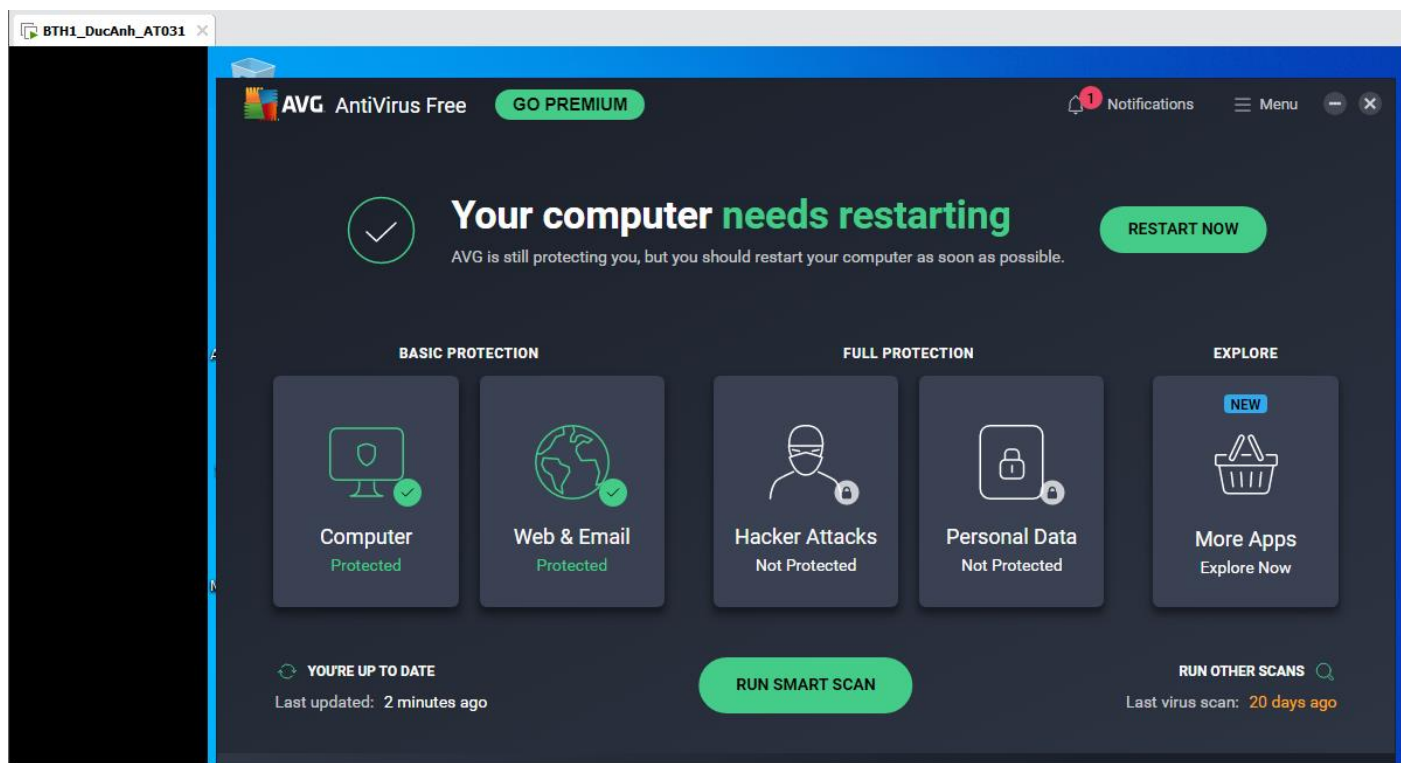 BTH1_DucAnh_AT031
AVG AntiVirus Free GO PREMIUM 1 Notifications Menu
Your computer needs restarting
AVG is still protecting you, but you should restart your computer as soon as possible.
RESTART NOW
BASIC PROTECTION FULL PROTECTION EXPLORE
NEW
Computer Web & Email Hacker Attacks Personal Data More Apps
Protected Protected Not Protected Not Protected Explore Now
YOU'RE UP TO DATE RUN SMART SCAN RUN OTHER SCANS
Last updated: 2 minutes ago Last virus scan: 20 days ago